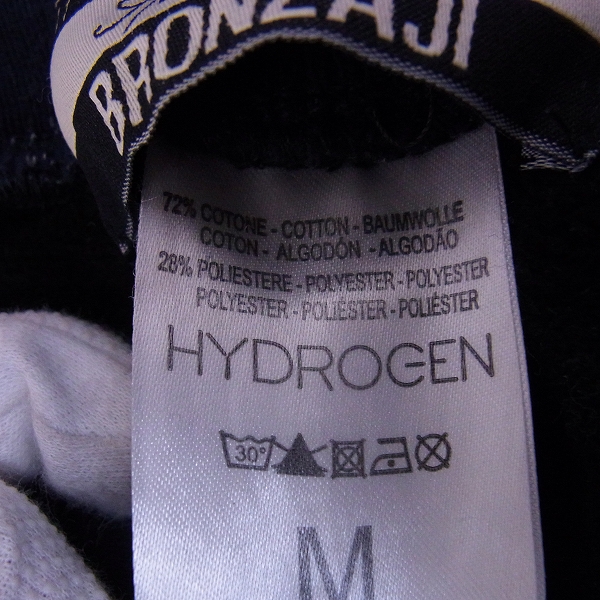 BRONZAJI
72% COTONE - COTTON - BAUMWOLLE
COTON - ALGODÓN - ALGODÃO
28% POLIESTERE - POLYESTER - POLYESTER
POLYESTER - POLIÉSTER - POLIÉSTER
HYDROGEN
30°
M